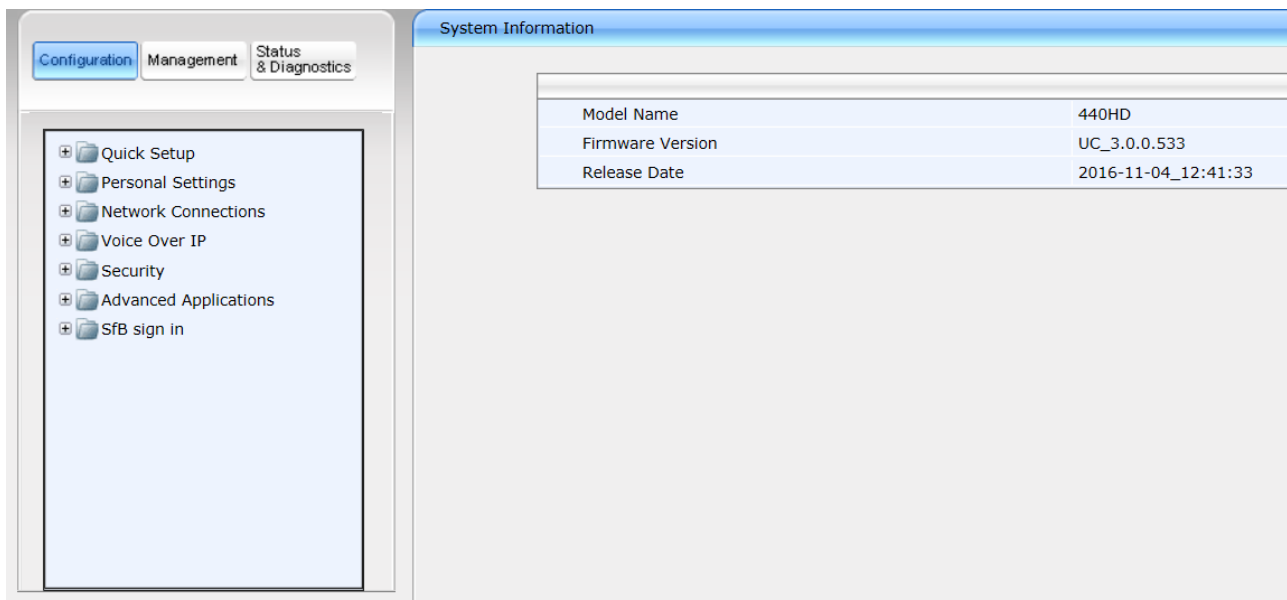 Configuration
Management
Status
& Diagnostics
Quick Setup
Personal Settings
Network Connections
Voice Over IP
Security
Advanced Applications
SfB sign in
System Information
Model Name 440HD
Firmware Version UC_3.0.0.533
Release Date 2016-11-04_12:41:33